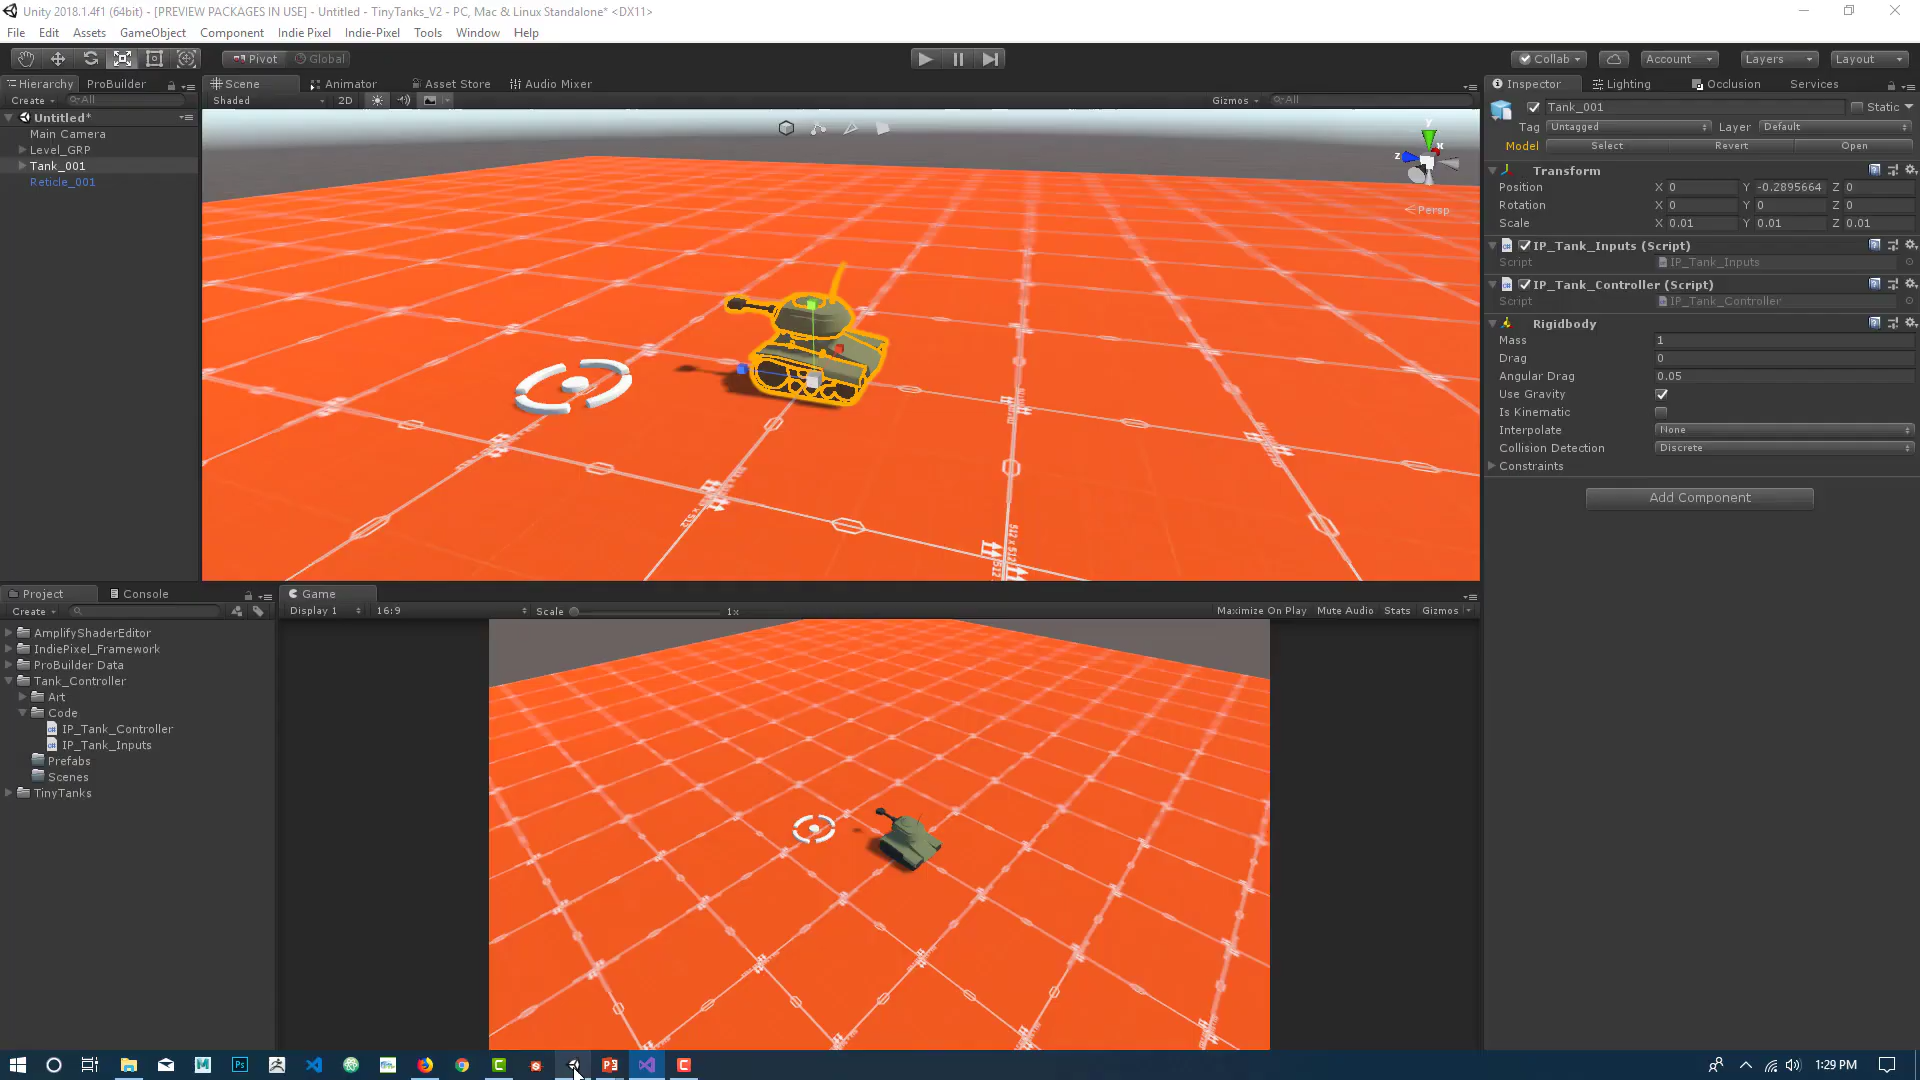 Unity 2018.1.4f1 (64bit) - [PREVIEW PACKAGES IN USE] - Untitled - TinyTanks_V2 - PC, Mac & Linux Standalone* <DX11>
File Edit Assets GameObject Component Indie Pixel Indie-Pixel Tools Window Help
Pivot Global Collab Account Layers Layout
Hierarchy ProBuilder Scene Animator Asset Store Audio Mixer Inspector Lighting Occlusion Services
Create All Shaded 2D Gizmos All
Untitled*
Main Camera
Level_GRP
Tank_001
Reticle_001
y
x
z
Persp
512 x 512
Tank_001 Static
Tag Untagged Layer Default
Model Select Revert Open
Transform
Position X 0 Y -0.2895664 Z 0
Rotation X 0 Y 0 Z 0
Scale X 0.01 Y 0.01 Z 0.01
IP_Tank_Inputs (Script)
Script IP_Tank_Inputs
IP_Tank_Controller (Script)
Script IP_Tank_Controller
Rigidbody
Mass 1
Drag 0
Angular Drag 0.05
Use Gravity
Is Kinematic
Interpolate None
Collision Detection Discrete
Constraints
Add Component
Project Console Game
Create Display 1 16:9 Scale 1x Maximize On Play Mute Audio Stats Gizmos
AmplifyShaderEditor
IndiePixel_Framework
ProBuilder Data
Tank_Controller
Art
Code
IP_Tank_Controller
IP_Tank_Inputs
Prefabs
Scenes
TinyTanks
1:29 PM